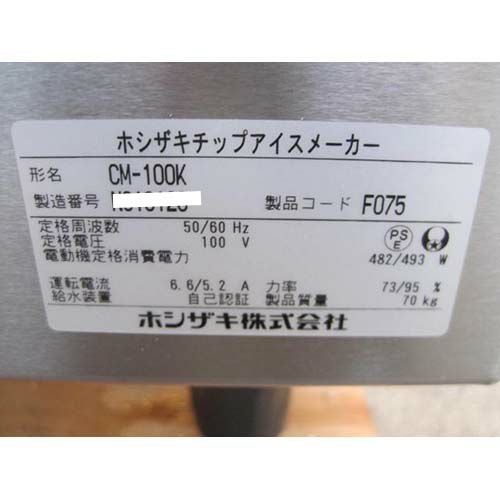 ホシザキチップアイスメーカー
形名 CM-100K
製造番号 製品コード F075
定格周波数 50/60 Hz
定格電圧 100 V
電動機定格消費電力 482/493 W
PSE
運転電流 6.6/5.2 A 力率 73/95 %
給水装置 自己認証 製品質量 70 kg
ホシザキ株式会社